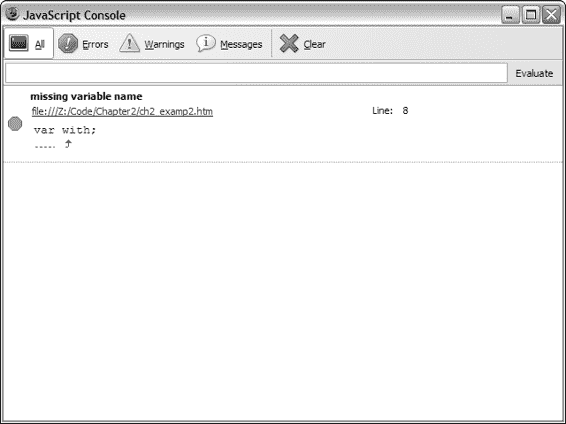 JavaScript Console
All Errors Warnings Messages Clear
Evaluate
missing variable name
file:///Z:/Code/Chapter2/ch2_examp2.htm Line: 8
var with;